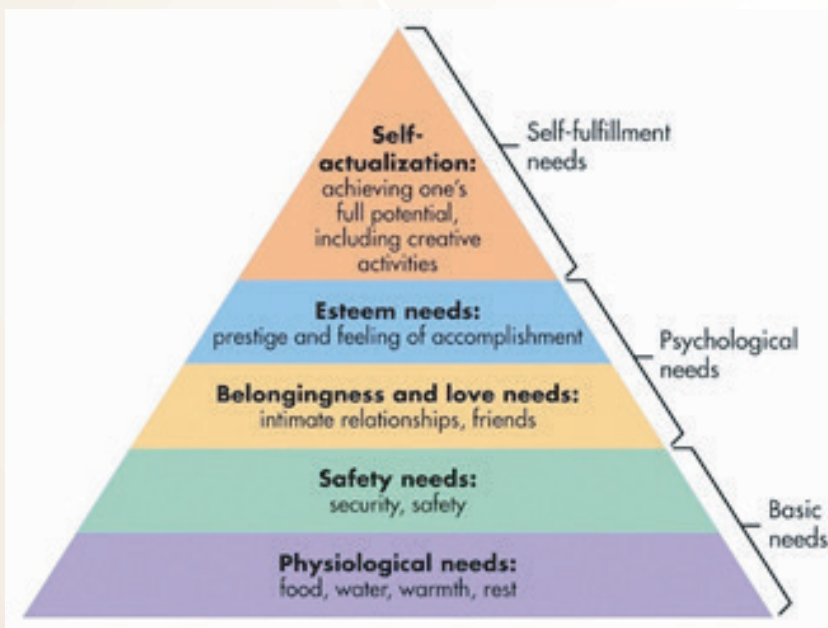 Self-
actualization:
achieving one's
full potential,
including creative
activities
Self-fulfillment
needs
Esteem needs:
prestige and feeling of accomplishment
Psychological
needs
Belongingness and love needs:
intimate relationships, friends
Safety needs:
security, safety
Basic
needs
Physiological needs:
food, water, warmth, rest